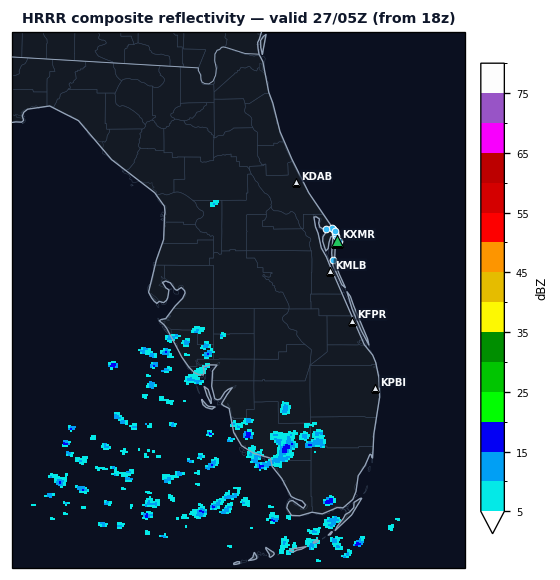 HRRR composite reflectivity — valid 27/05Z (from 18z)
KDAB
KXMR
KMLB
KFPR
KPBI
75
65
55
45
35
25
15
5
dBZ